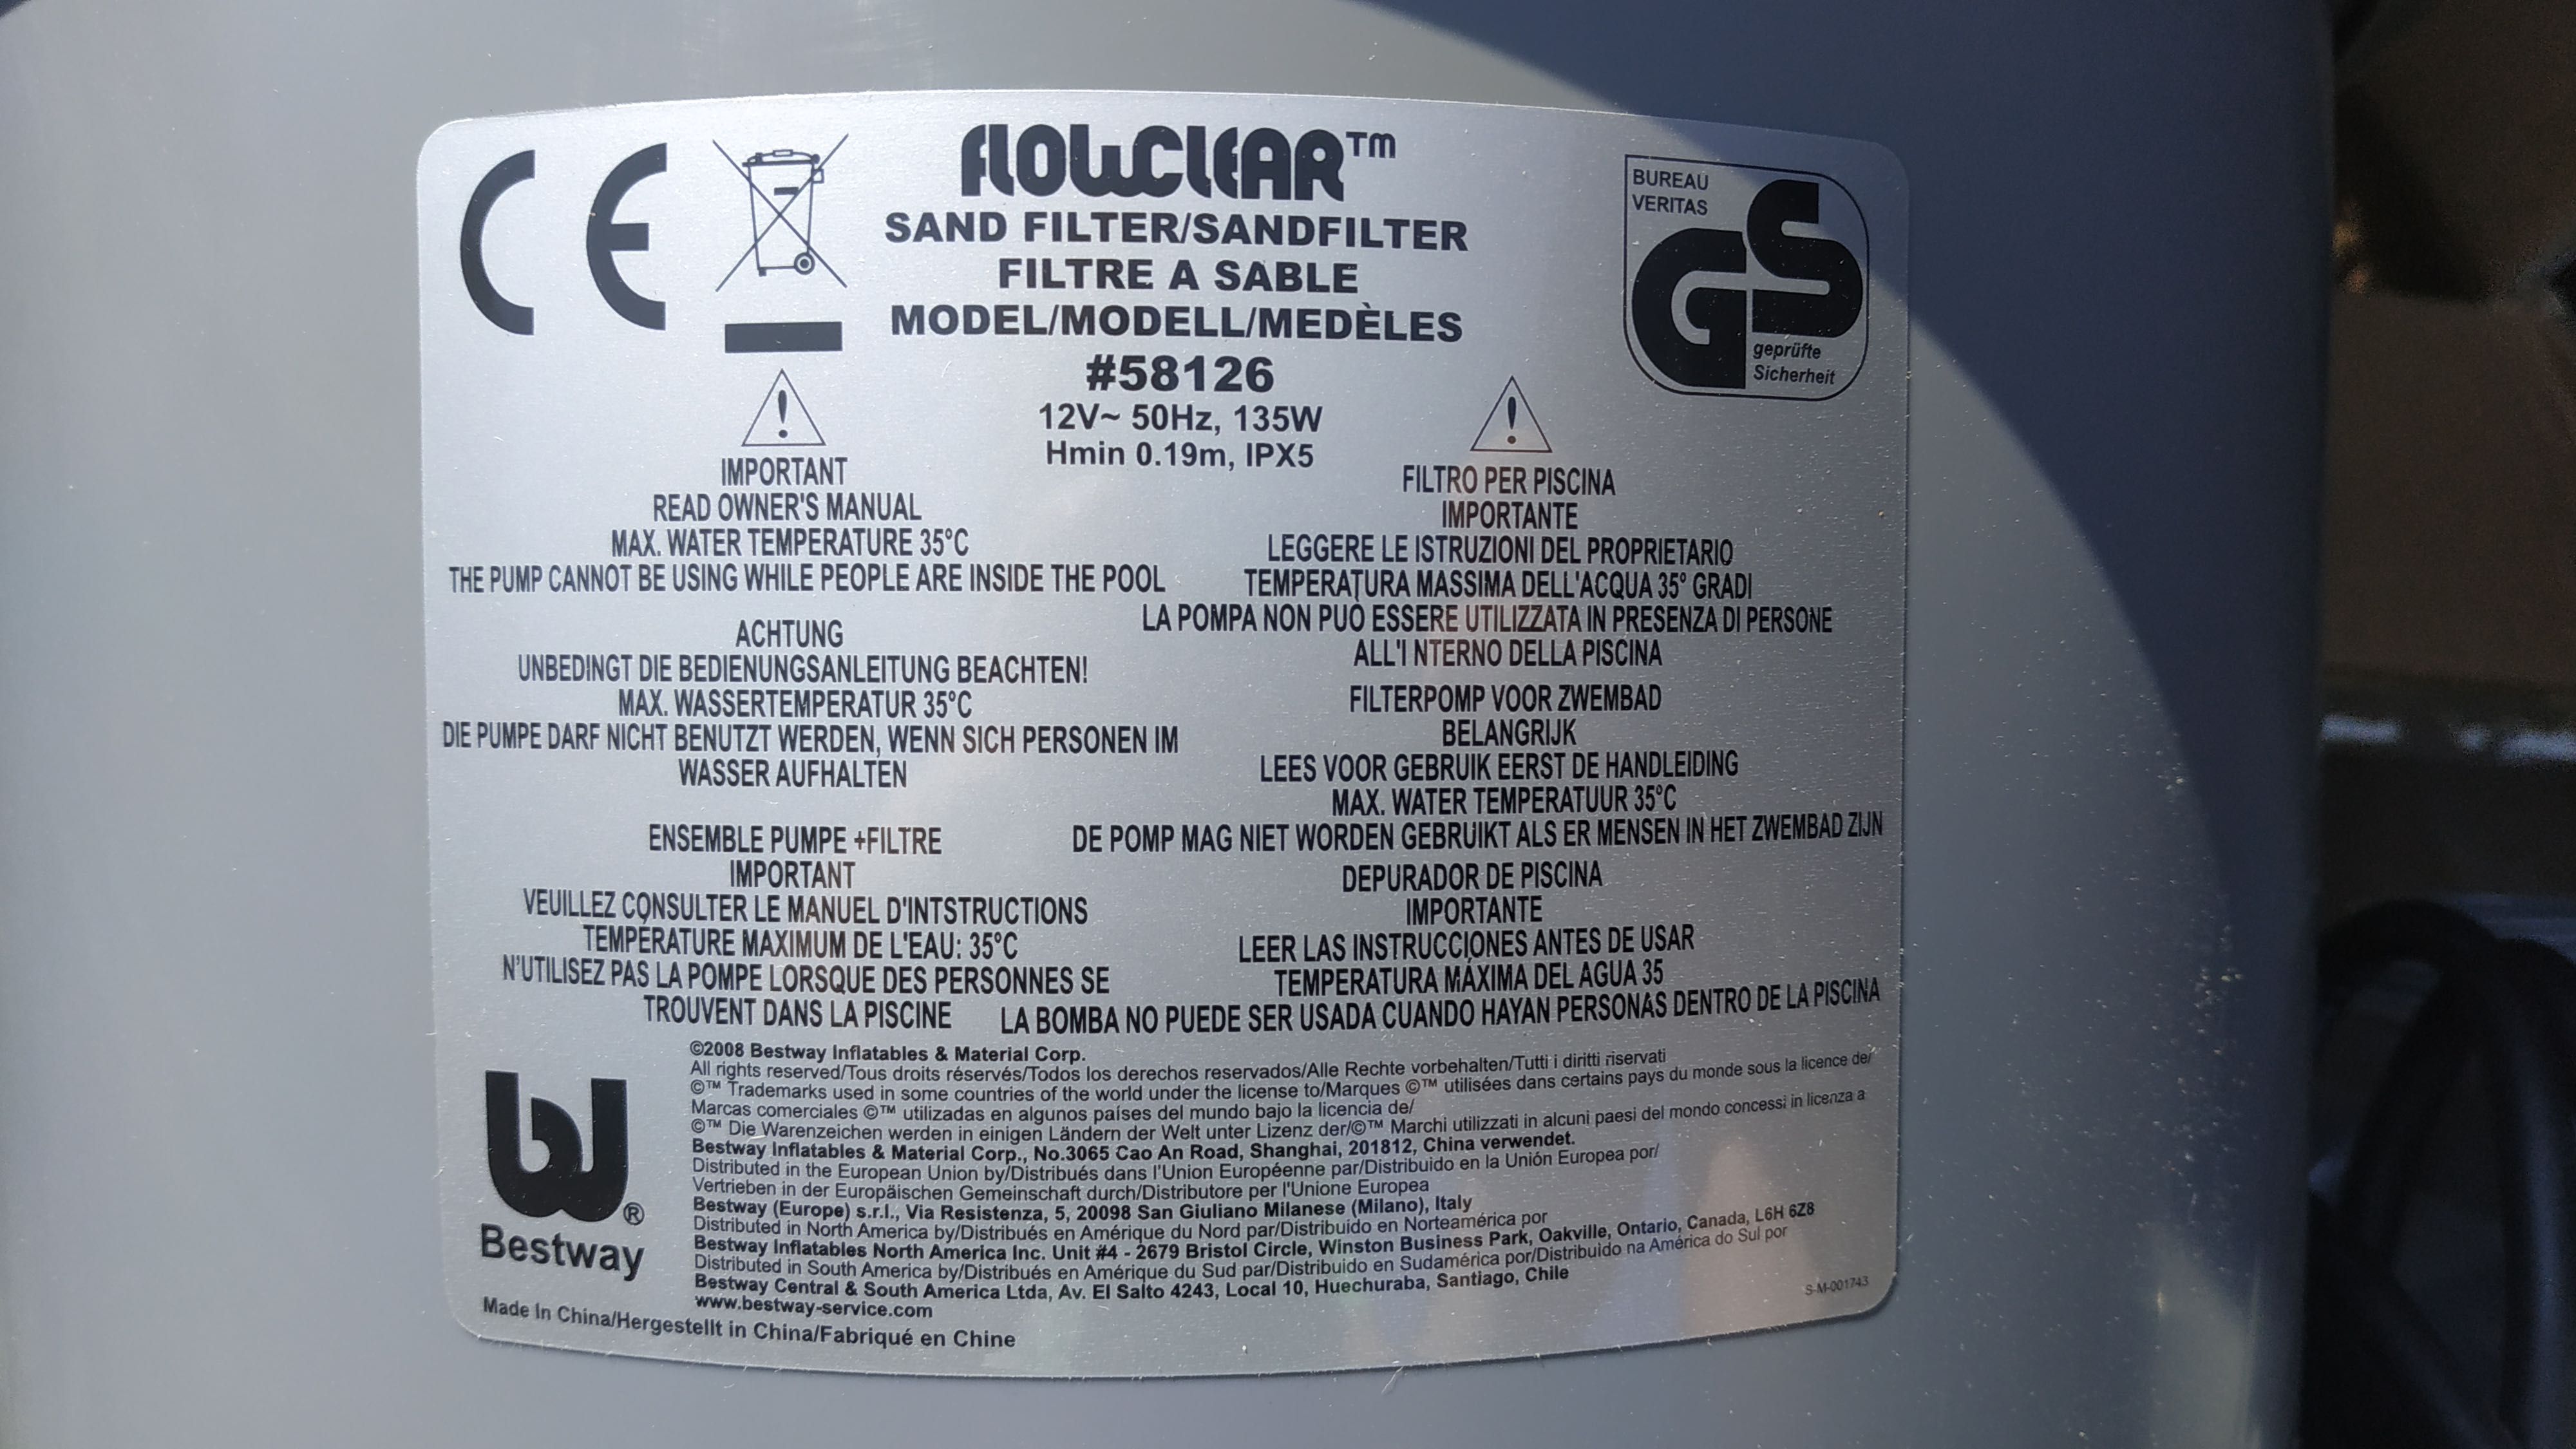 CE
FLOWCLEAR™
SAND FILTER/SANDFILTER
FILTRE A SABLE
MODEL/MODELL/MEDÈLES
#58126
12V~ 50Hz, 135W
Hmin 0.19m, IPX5
BUREAU
VERITAS
GS
geprüfte
Sicherheit
IMPORTANT
READ OWNER'S MANUAL
MAX. WATER TEMPERATURE 35°C
THE PUMP CANNOT BE USING WHILE PEOPLE ARE INSIDE THE POOL
ACHTUNG
UNBEDINGT DIE BEDIENUNGSANLEITUNG BEACHTEN!
MAX. WASSERTEMPERATUR 35°C
DIE PUMPE DARF NICHT BENUTZT WERDEN, WENN SICH PERSONEN IM
WASSER AUFHALTEN
ENSEMBLE PUMPE +FILTRE
IMPORTANT
VEUILLEZ CONSULTER LE MANUEL D'INTSTRUCTIONS
TEMPÉRATURE MAXIMUM DE L'EAU: 35°C
N'UTILISEZ PAS LA POMPE LORSQUE DES PERSONNES SE
TROUVENT DANS LA PISCINE
FILTRO PER PISCINA
IMPORTANTE
LEGGERE LE ISTRUZIONI DEL PROPRIETARIO
TEMPERATURA MASSIMA DELL'ACQUA 35° GRADI
LA POMPA NON PUÒ ESSERE UTILIZZATA IN PRESENZA DI PERSONE
ALL'I NTERNO DELLA PISCINA
FILTERPOMP VOOR ZWEMBAD
BELANGRIJK
LEES VOOR GEBRUIK EERST DE HANDLEIDING
MAX. WATER TEMPERATUUR 35°C
DE POMP MAG NIET WORDEN GEBRUIKT ALS ER MENSEN IN HET ZWEMBAD ZIJN
DEPURADOR DE PISCINA
IMPORTANTE
LEER LAS INSTRUCCIONES ANTES DE USAR
TEMPERATURA MÁXIMA DEL AGUA 35
LA BOMBA NO PUEDE SER USADA CUANDO HAYAN PERSONAS DENTRO DE LA PISCINA
©2008 Bestway Inflatables & Material Corp.
All rights reserved/Tous droits réservés/Todos los derechos reservados/Alle Rechte vorbehalten/Tutti i diritti riservati
©™ Trademarks used in some countries of the world under the license to/Marques ©™ utilisées dans certains pays du monde sous la licence de/
Marcas comerciales ©™ utilizadas en algunos países del mundo bajo la licencia de/
©™ Die Warenzeichen werden in einigen Ländern der Welt unter Lizenz der/©™ Marchi utilizzati in alcuni paesi del mondo concessi in licenza a
Bestway Inflatables & Material Corp., No.3065 Cao An Road, Shanghai, 201812, China verwendet.
Distributed in the European Union by/Distribués dans l'Union Européenne par/Distribuido en la Unión Europea por/
Vertrieben in der Europäischen Gemeinschaft durch/Distributore per l'Unione Europea
Bestway (Europe) s.r.l., Via Resistenza, 5, 20098 San Giuliano Milanese (Milano), Italy
Distributed in North America by/Distribués en Amérique du Nord par/Distribuido en Norteamérica por
Bestway Inflatables North America Inc. Unit #4 - 2679 Bristol Circle, Winston Business Park, Oakville, Ontario, Canada, L6H 6Z8
Distributed in South America by/Distribués en Amérique du Sud par/Distribuido en Sudamérica por/Distribuido na América do Sul por
Bestway Central & South America Ltda, Av. El Salto 4243, Local 10, Huechuraba, Santiago, Chile
www.bestway-service.com
S-M-001743
®
Bestway
Made In China/Hergestellt in China/Fabriqué en Chine